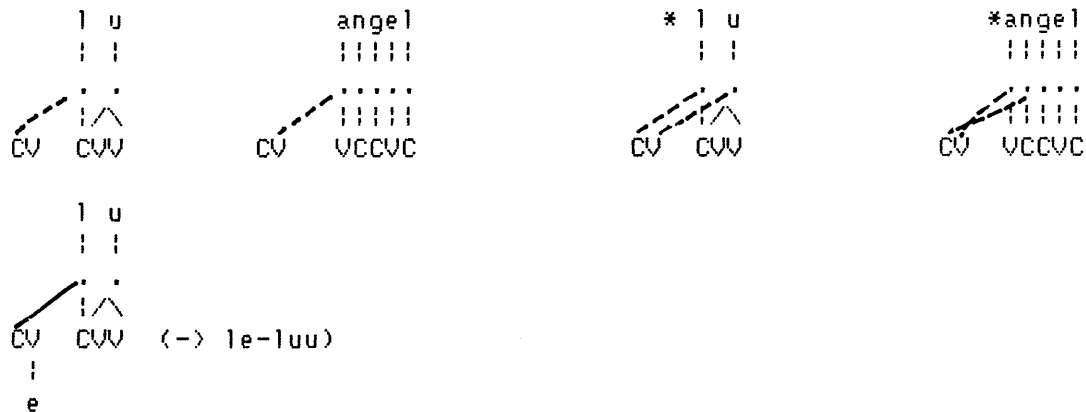 l u angel * l u *angel
CV CVV CV VCCVC CV CVV CV VCCVC
l u
CV CVV (-> le-luu)
e